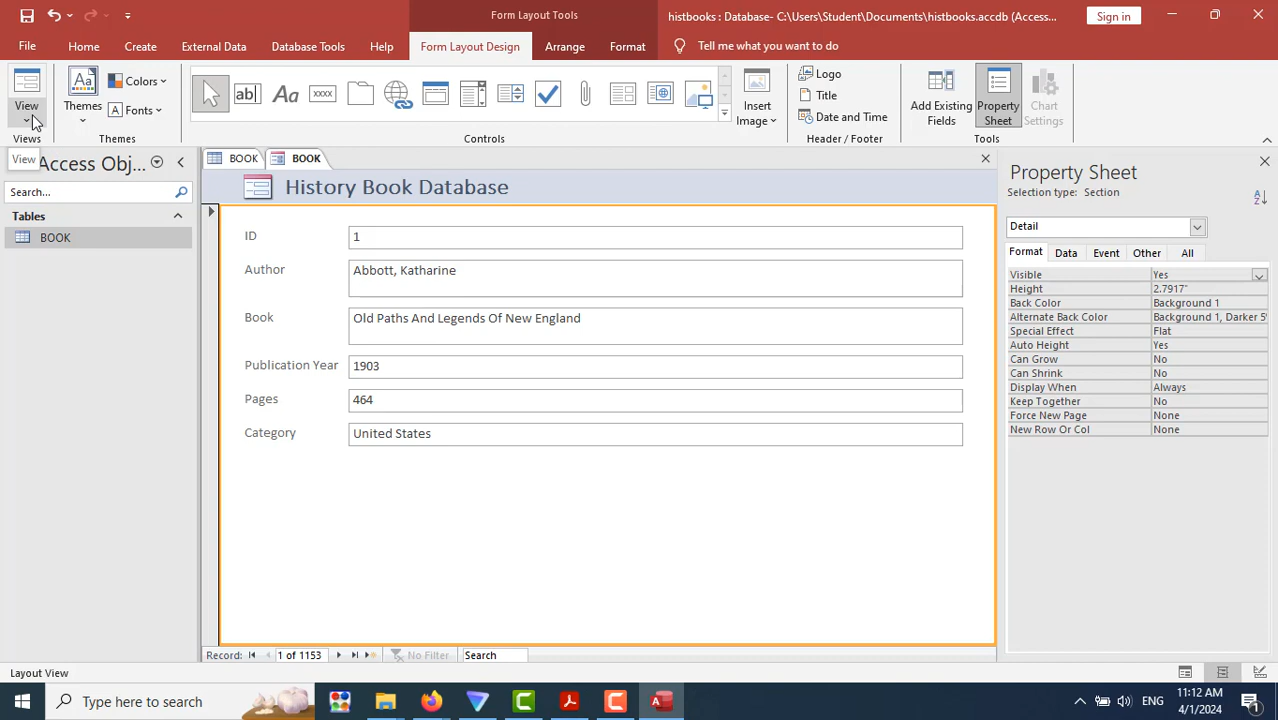 Form Layout Tools
histbooks : Database- C:\Users\Student\Documents\histbooks.accdb (Access...
Sign in
File
Home
Create
External Data
Database Tools
Help
Form Layout Design
Arrange
Format
Tell me what you want to do
View
Themes
Colors
Fonts
ab|
Aa
xxxx
Insert
Image
Logo
Title
Date and Time
Add Existing
Fields
Property
Sheet
Chart
Settings
Views
Themes
Controls
Header / Footer
Tools
View
Access Obj...
Search...
Tables
BOOK
BOOK
BOOK
History Book Database
ID
1
Author
Abbott, Katharine
Book
Old Paths And Legends Of New England
Publication Year
1903
Pages
464
Category
United States
Record:
1 of 1153
No Filter
Search
Property Sheet
Selection type: Section
Detail
Format
Data
Event
Other
All
Visible Yes
Height 2.7917"
Back Color Background 1
Alternate Back Color Background 1, Darker 5%
Special Effect Flat
Auto Height Yes
Can Grow No
Can Shrink No
Display When Always
Keep Together No
Force New Page None
New Row Or Col None
Layout View
Type here to search
ENG
11:12 AM
4/1/2024
1